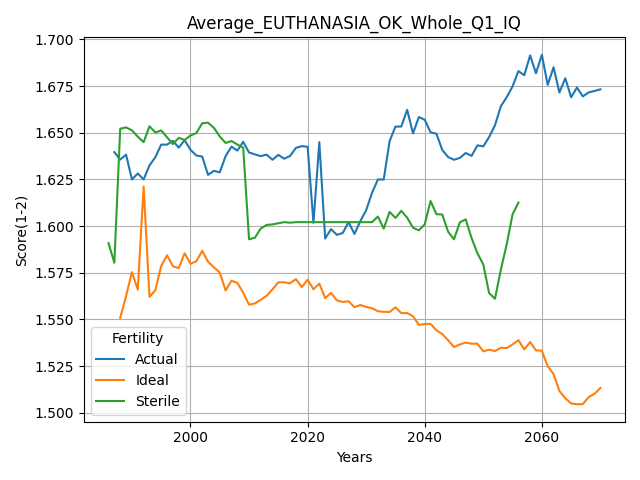 Average_EUTHANASIA_OK_Whole_Q1_IQ
Score(1-2)
1.700
1.675
1.650
1.625
1.600
1.575
1.550
1.525
1.500
Fertility
Actual
Ideal
Sterile
2000 2020 2040 2060
Years